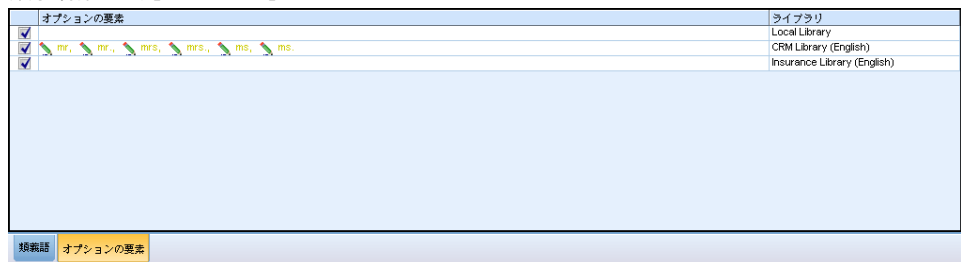 オプションの要素 ライブラリ
Local Library
mr, mr., mrs, mrs., ms, ms. CRM Library (English)
Insurance Library (English)
類義語 オプションの要素